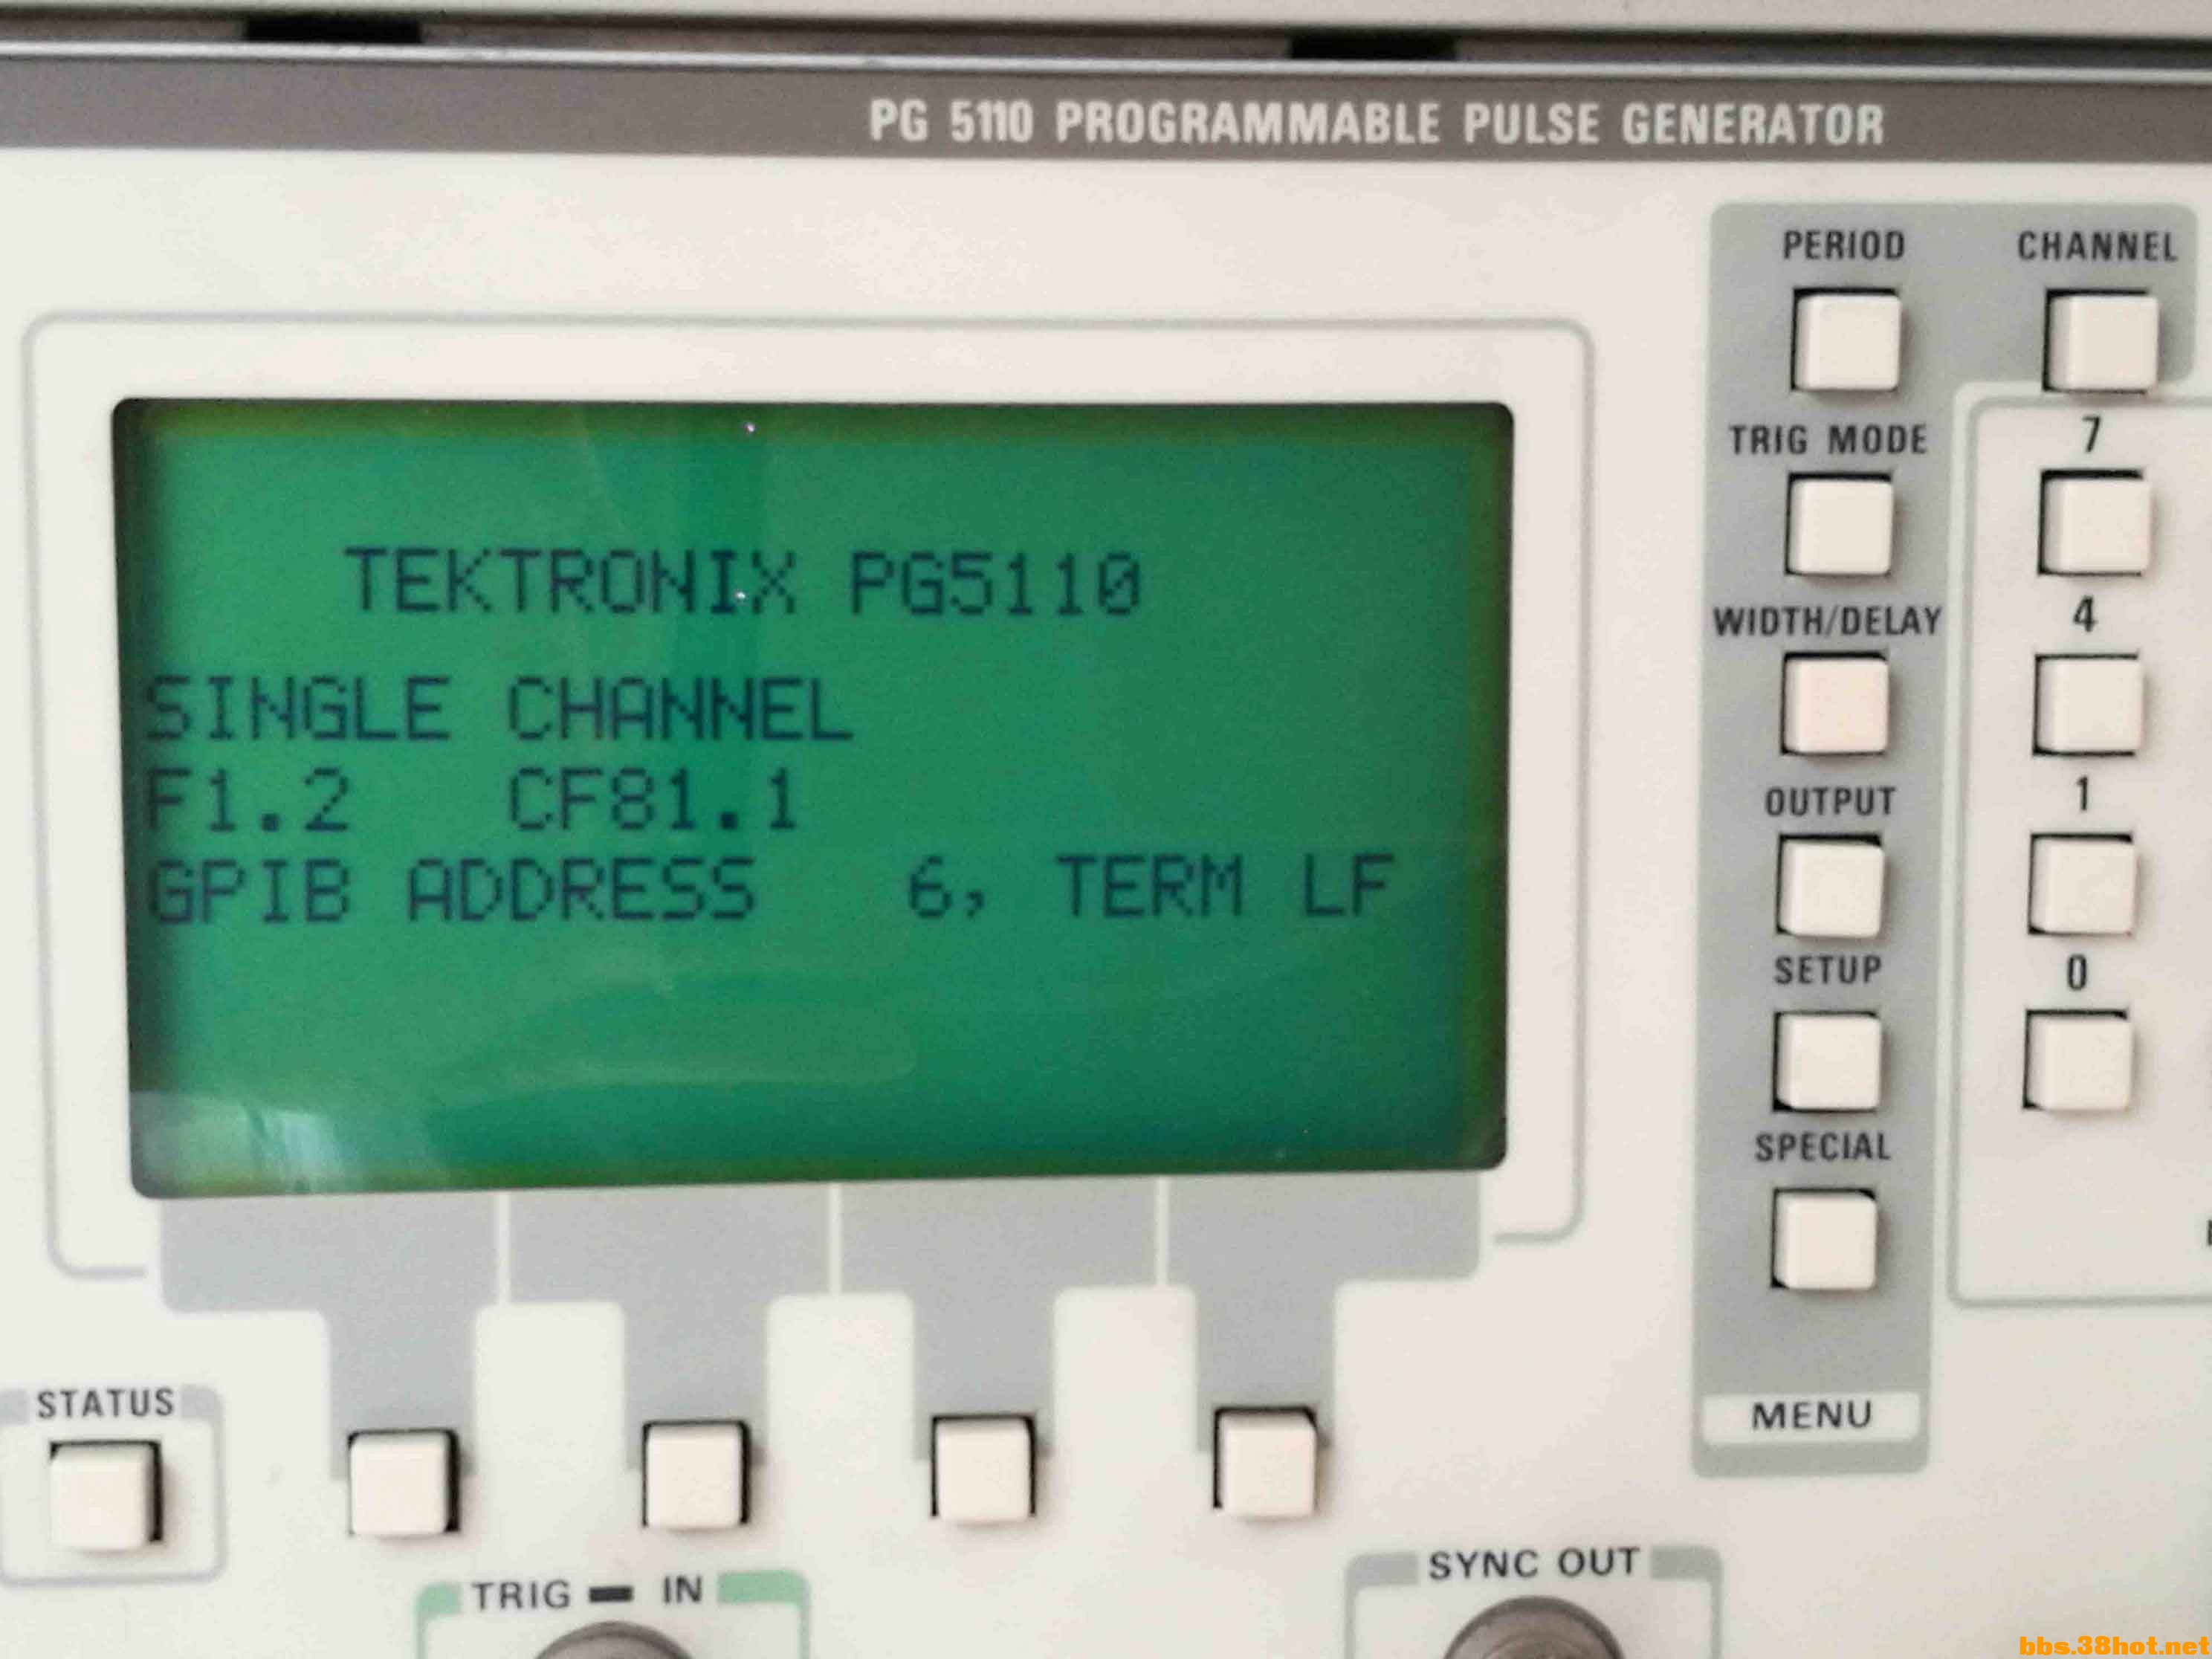 PG 5110 PROGRAMMABLE PULSE GENERATOR
PERIOD
CHANNEL
TRIG MODE
7
WIDTH/DELAY
4
OUTPUT
1
SETUP
0
SPECIAL
MENU
TEKTRONIX PG5110
SINGLE CHANNEL
F1.2 CF81.1
GPIB ADDRESS 6, TERM LF
STATUS
TRIG IN
SYNC OUT
bbs.38hot.net